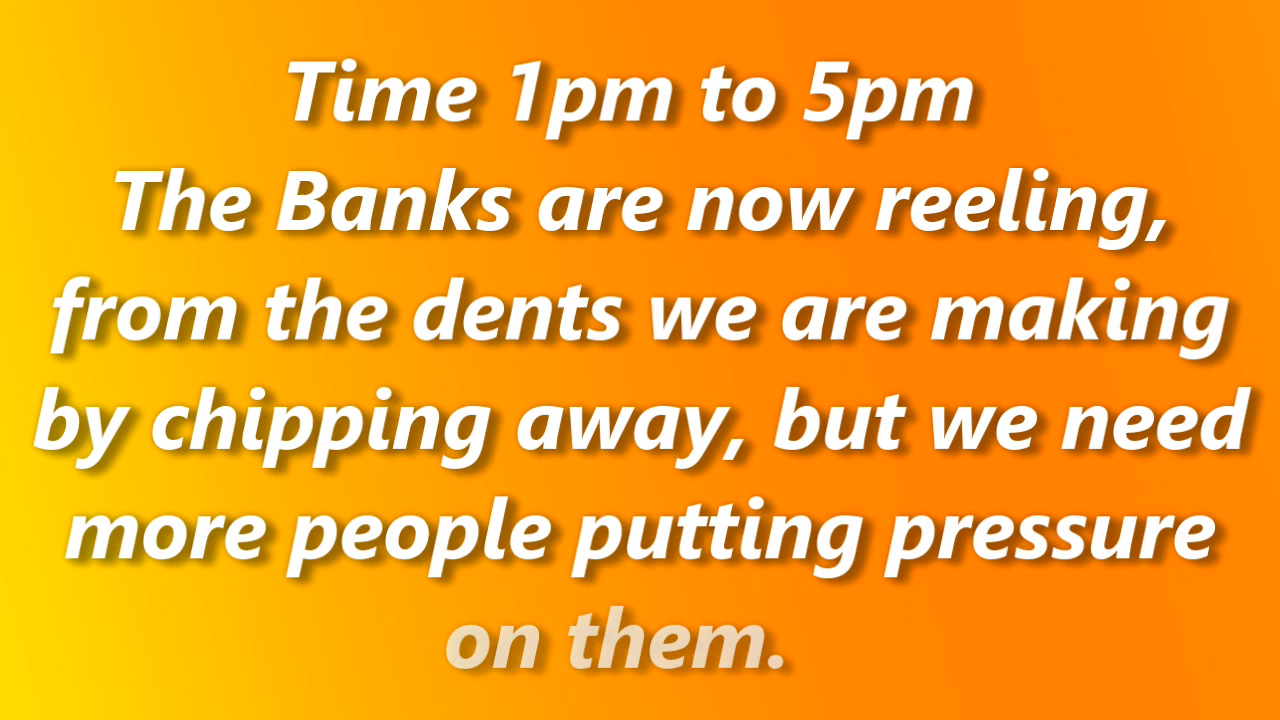 Time 1pm to 5pm
The Banks are now reeling,
from the dents we are making
by chipping away, but we need
more people putting pressure
on them.